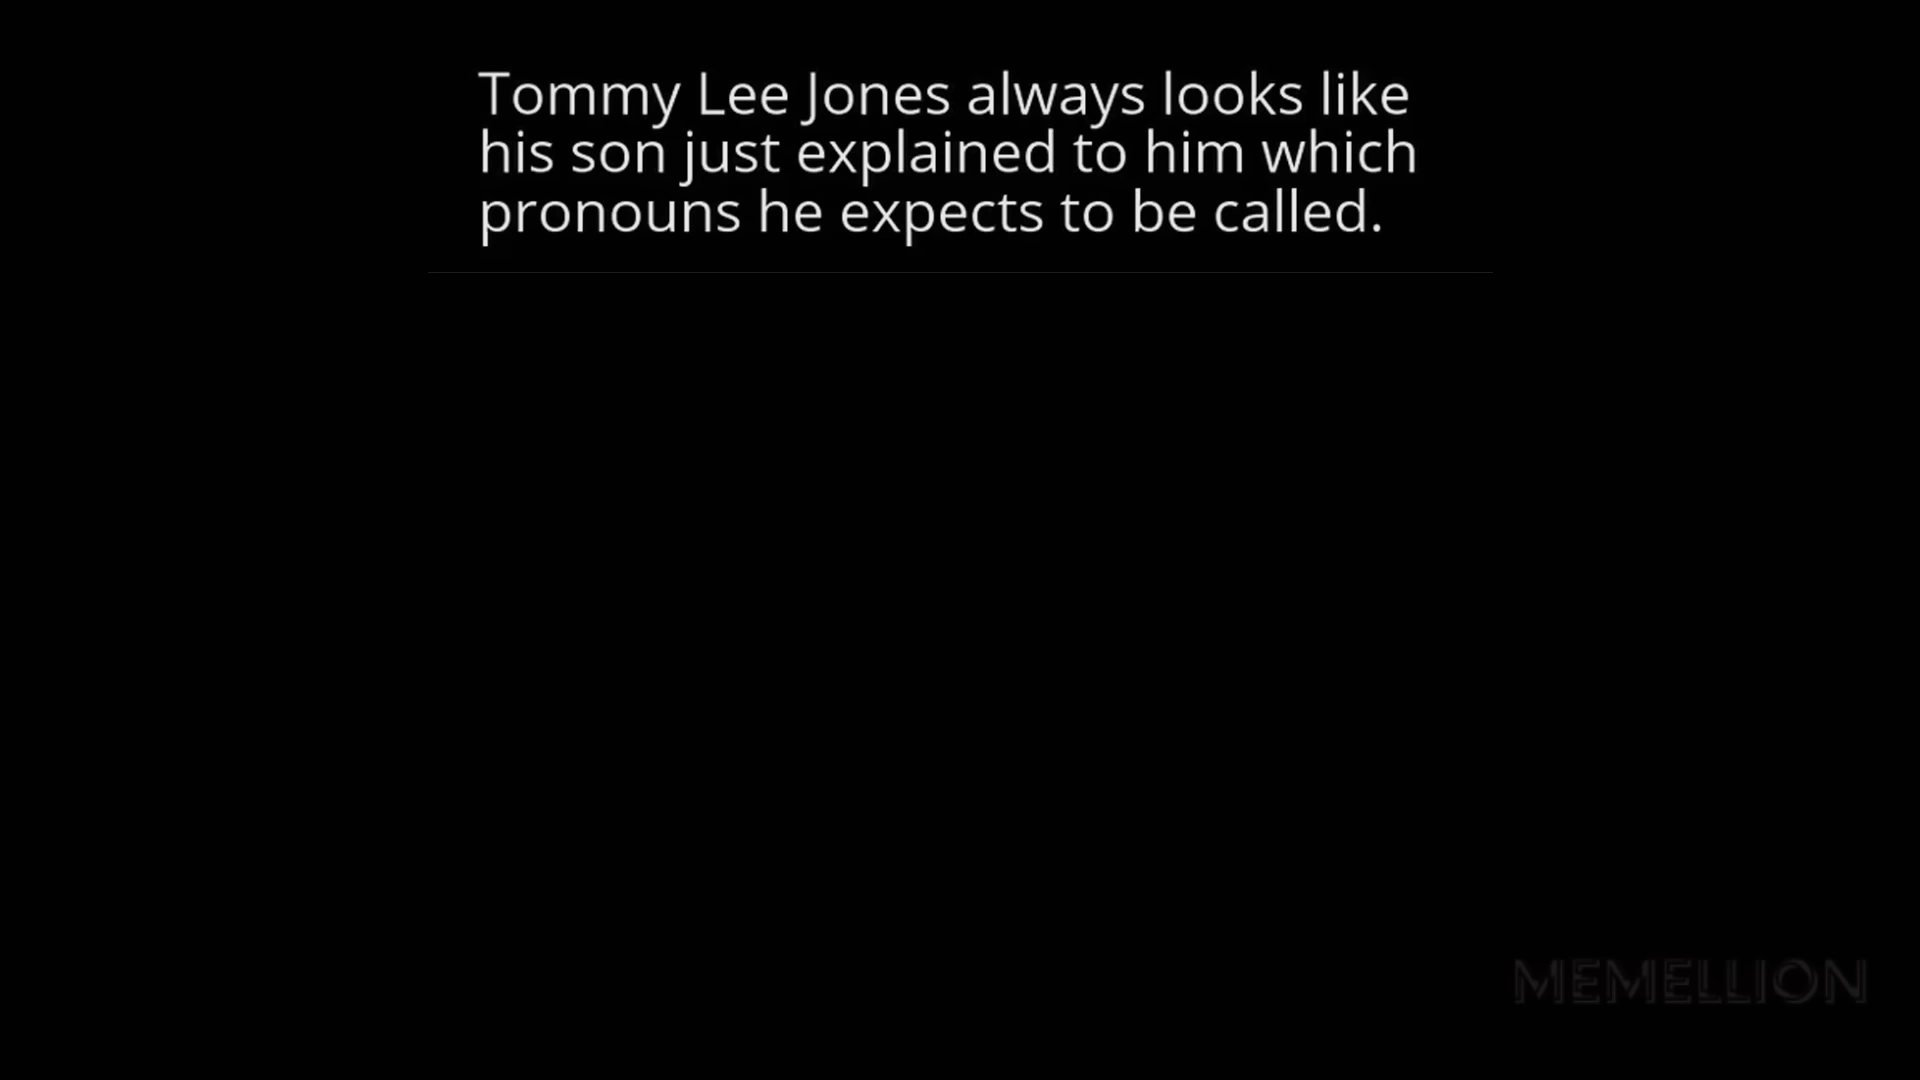 Tommy Lee Jones always looks like
his son just explained to him which
pronouns he expects to be called.
MEMELLION